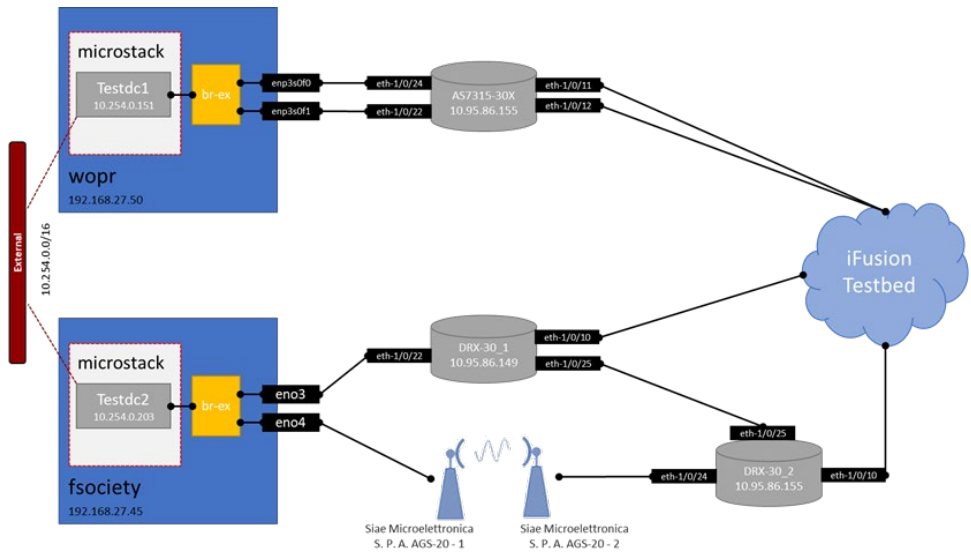 microstack
Testdc1
10.254.0.151
br-ex
enp3s0f0
enp3s0f1
wopr
192.168.27.50
eth-1/0/24
eth-1/0/22
AS7315-30X
10.95.86.155
eth-1/0/11
eth-1/0/12
External
10.254.0.0/16
iFusion
Testbed
microstack
Testdc2
10.254.0.203
br-ex
eno3
eno4
fsociety
192.168.27.45
eth-1/0/22
DRX-30_1
10.95.86.149
eth-1/0/10
eth-1/0/25
eth-1/0/25
eth-1/0/24
DRX-30_2
10.95.86.155
eth-1/0/10
Siae Microelettronica
S. P. A. AGS-20 - 1
Siae Microelettronica
S. P. A. AGS-20 - 2